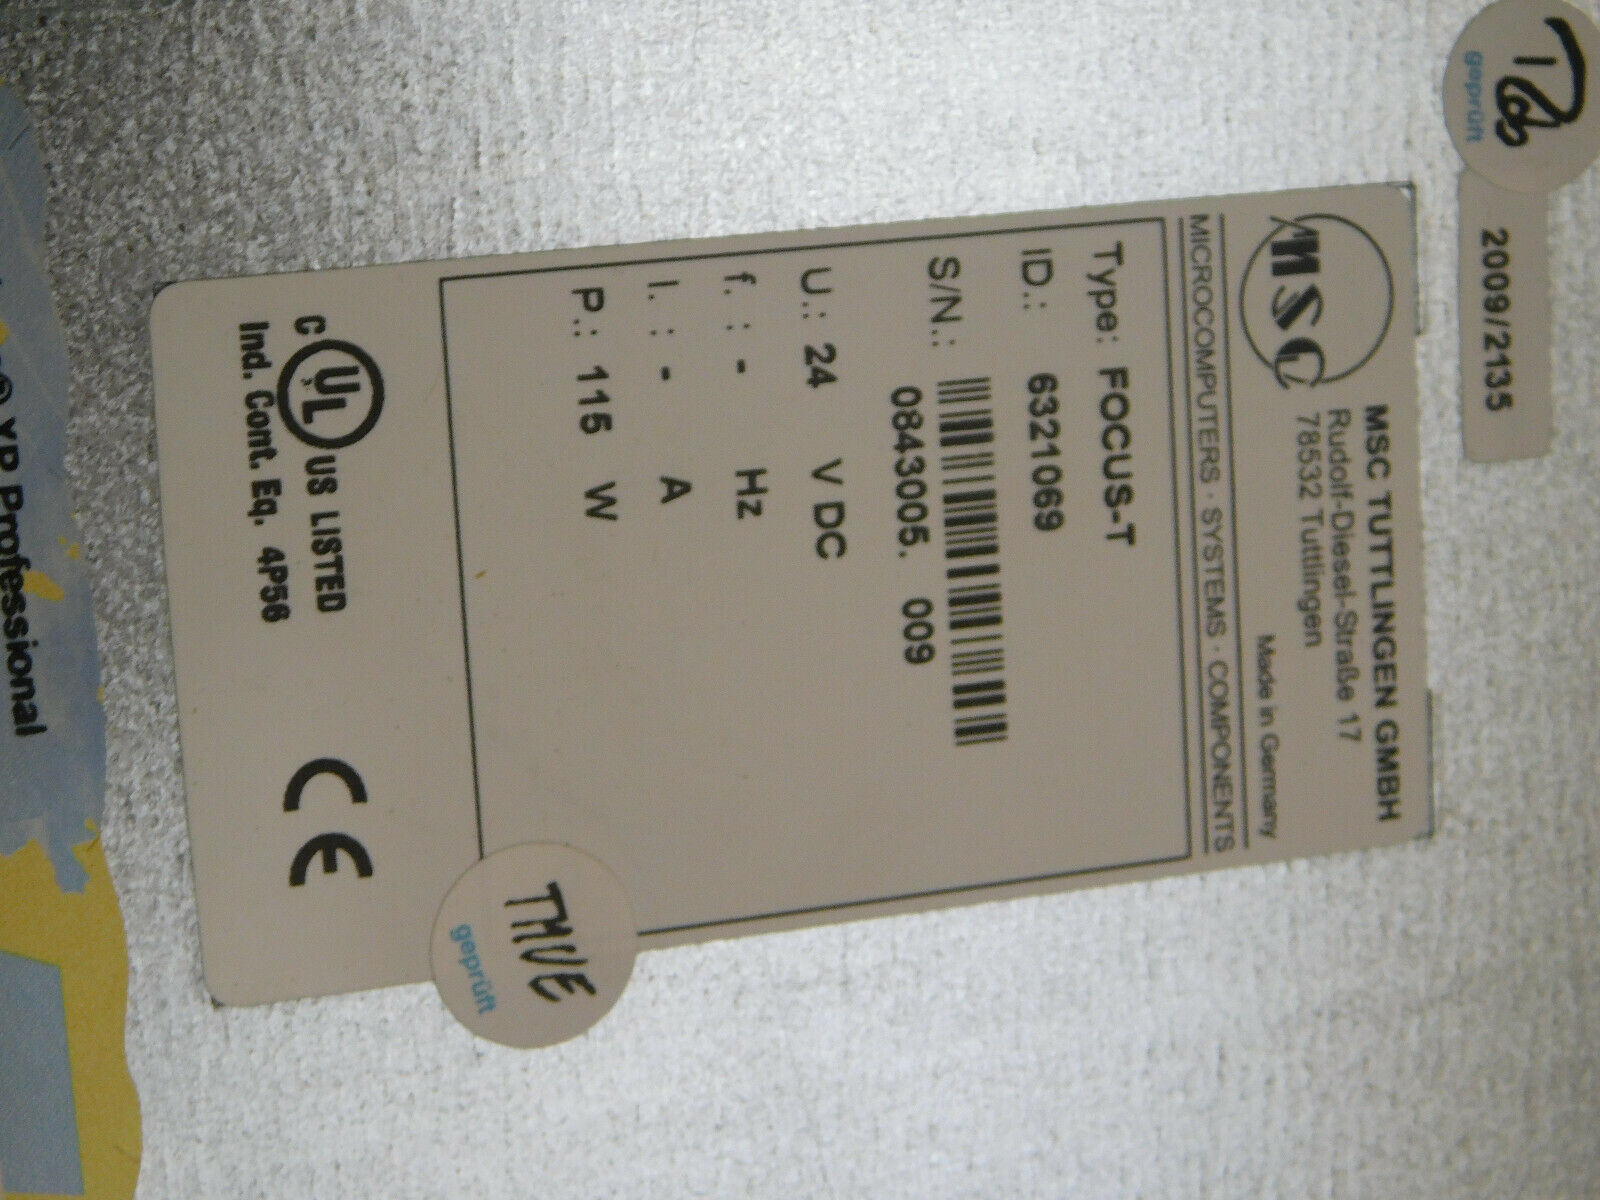 2009/2135
geprüft
MSC
MSC TUTTLINGEN GMBH
Rudolf-Diesel-Straße 17
78532 Tuttlingen
Made in Germany
MICROCOMPUTERS · SYSTEMS · COMPONENTS
Type: FOCUS-T
ID.: 6321069
S/N.:
0843005. 009
U.: 24 V DC
f. : - Hz
I. : - A
P.: 115 W
C UL US LISTED
Ind. Cont. Eq. 4P56
CE
THUE
geprüft
® XP Professional